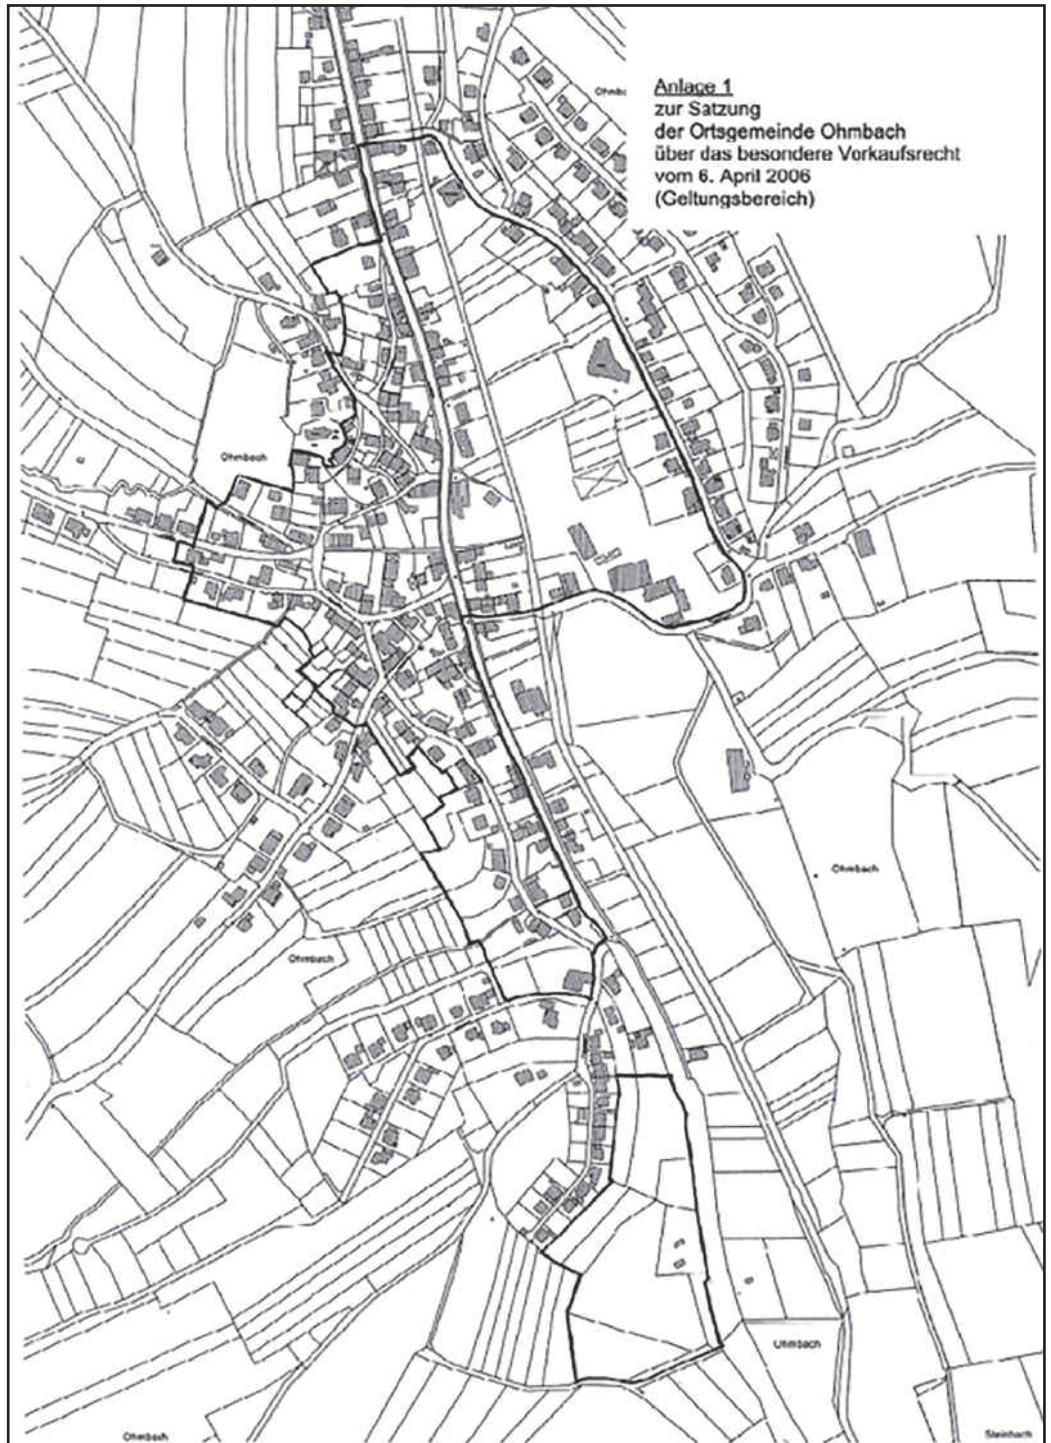 Ohmb
Anlage 1
zur Satzung
der Ortsgemeinde Ohmbach
über das besondere Vorkaufsrecht
vom 6. April 2006
(Geltungsbereich)
Ohmbach
Ohmbach
Ohmbach
Ohmbach
Ohmbach
Steinbach